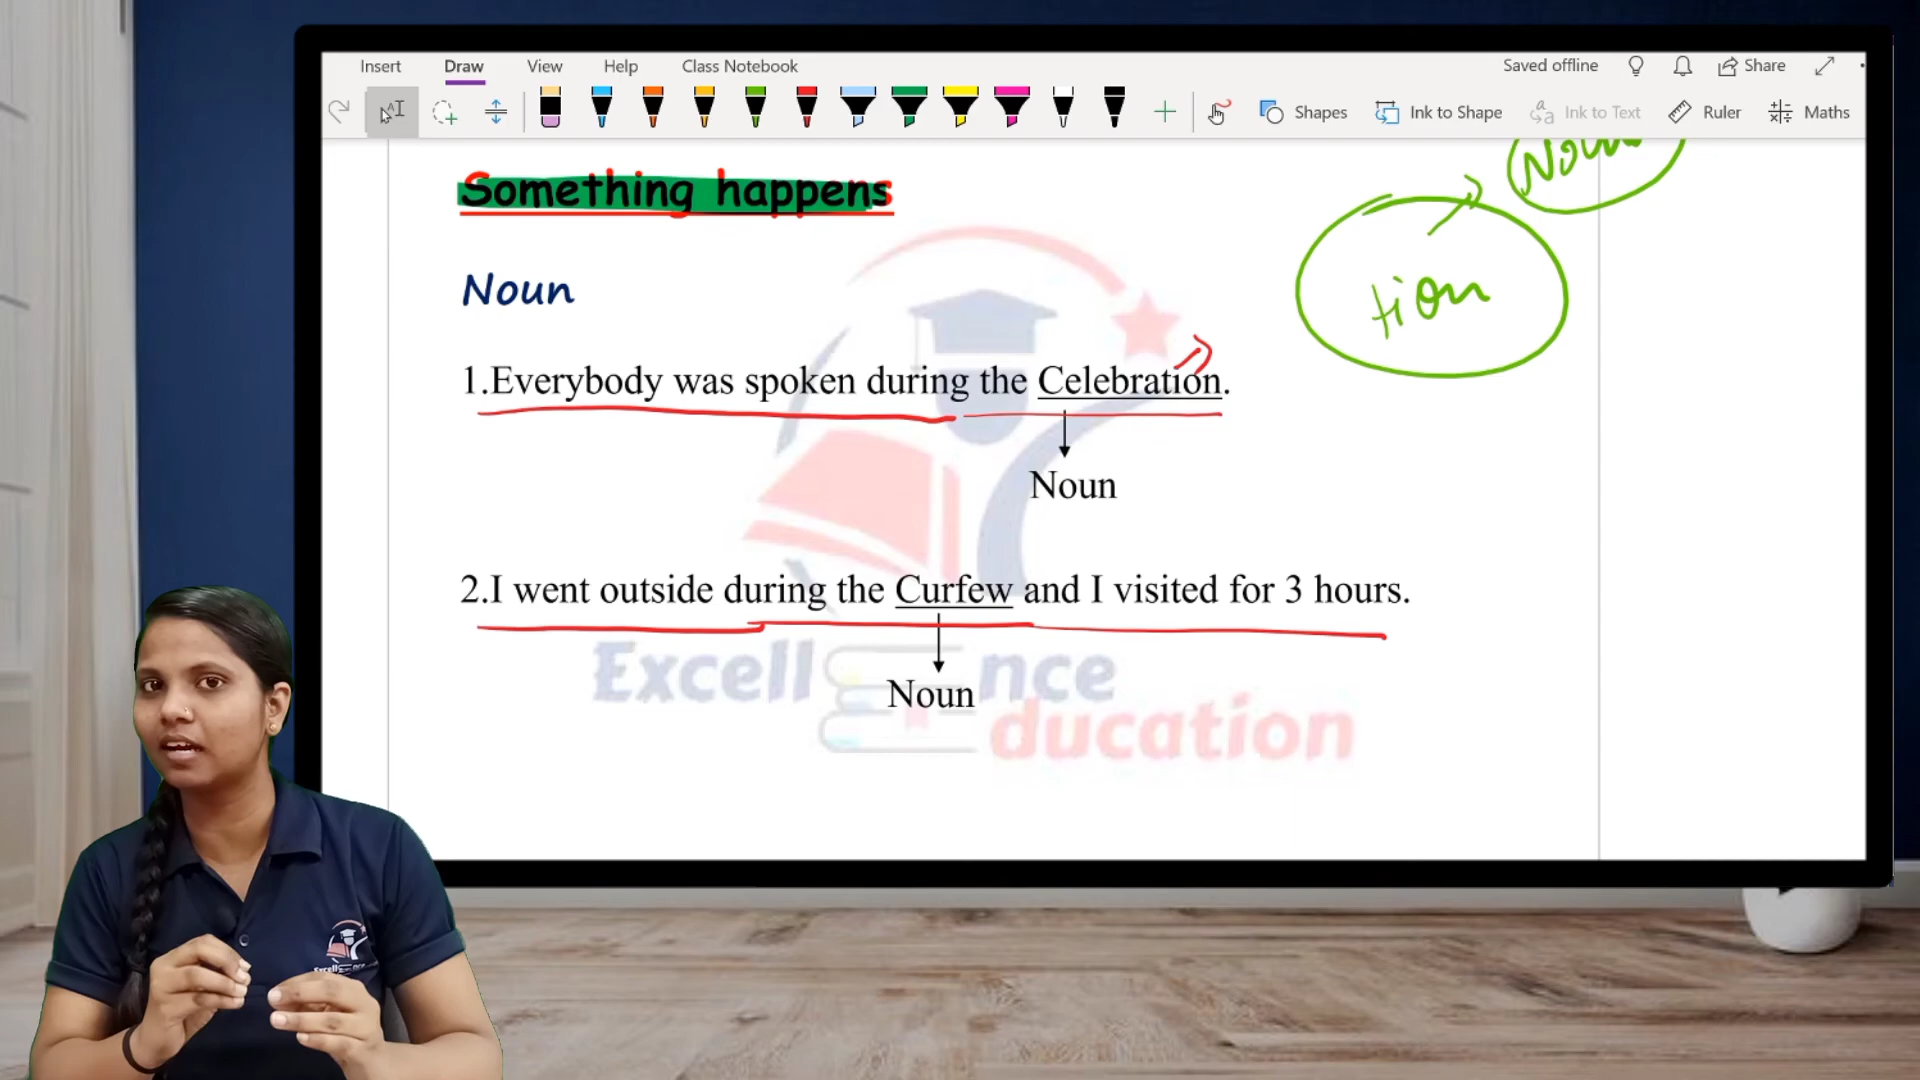 Insert Draw View Help Class Notebook Saved offline Share
Shapes Ink to Shape Ink to Text Ruler Maths
Noun
Something happens
tion
Noun
1.Everybody was spoken during the Celebration.
Noun
2.I went outside during the Curfew and I visited for 3 hours.
Noun
Excell nce
ducation